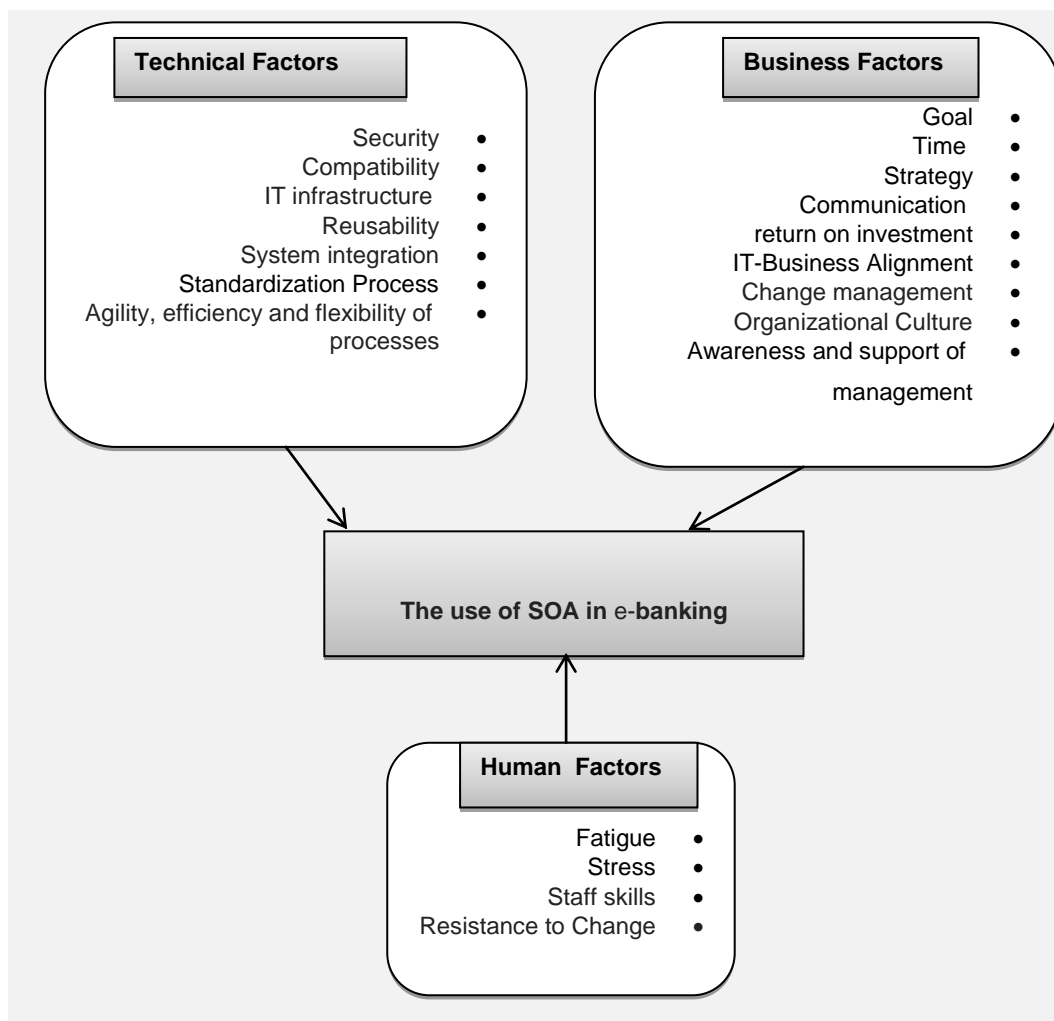 Technical Factors
Security •
Compatibility •
IT infrastructure •
Reusability •
System integration •
Standardization Process •
Agility, efficiency and flexibility of •
processes
Business Factors
Goal •
Time •
Strategy •
Communication •
return on investment •
IT-Business Alignment •
Change management •
Organizational Culture •
Awareness and support of •
management
The use of SOA in e-banking
Human Factors
Fatigue •
Stress •
Staff skills •
Resistance to Change •